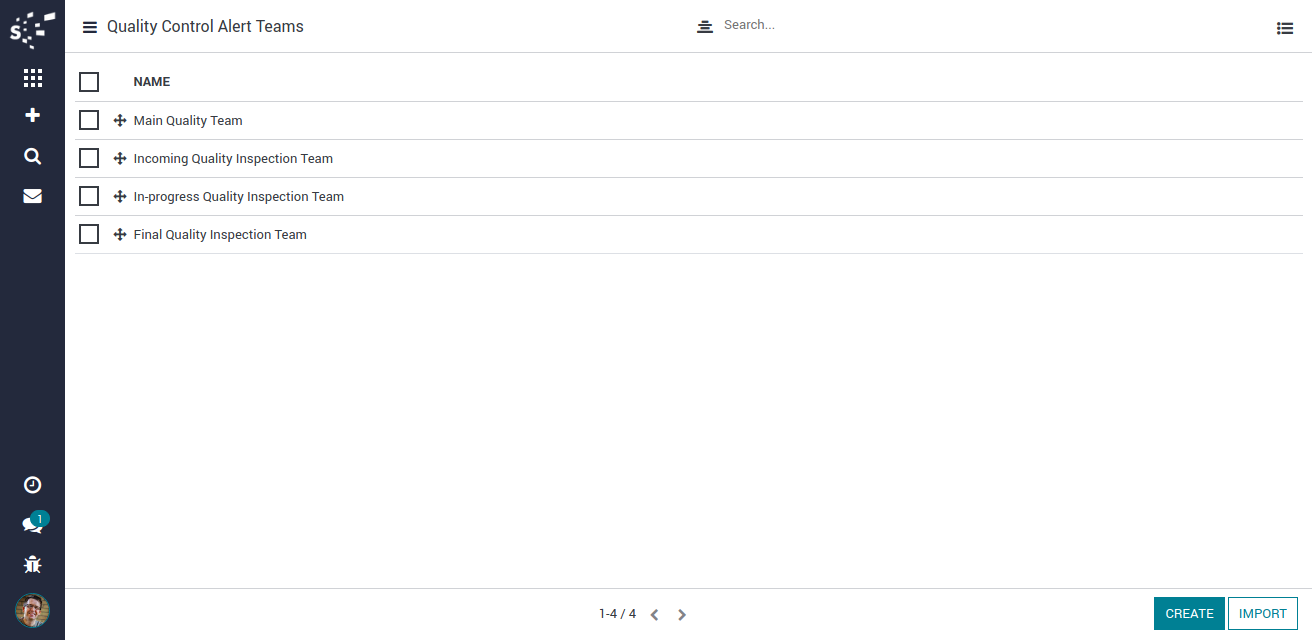 Quality Control Alert Teams
Search...
NAME
Main Quality Team
Incoming Quality Inspection Team
In-progress Quality Inspection Team
Final Quality Inspection Team
1
1-4 / 4
CREATE
IMPORT